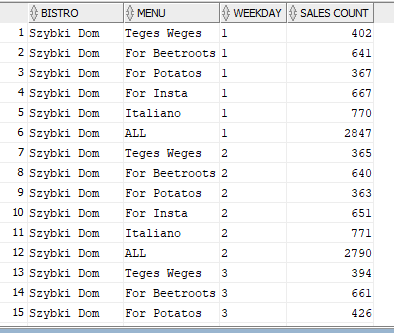 BISTRO MENU WEEKDAY SALES COUNT
1 Szybki Dom Teges Weges 1 402
2 Szybki Dom For Beetroots 1 641
3 Szybki Dom For Potatos 1 367
4 Szybki Dom For Insta 1 667
5 Szybki Dom Italiano 1 770
6 Szybki Dom ALL 1 2847
7 Szybki Dom Teges Weges 2 365
8 Szybki Dom For Beetroots 2 640
9 Szybki Dom For Potatos 2 363
10 Szybki Dom For Insta 2 651
11 Szybki Dom Italiano 2 771
12 Szybki Dom ALL 2 2790
13 Szybki Dom Teges Weges 3 394
14 Szybki Dom For Beetroots 3 661
15 Szybki Dom For Potatos 3 426